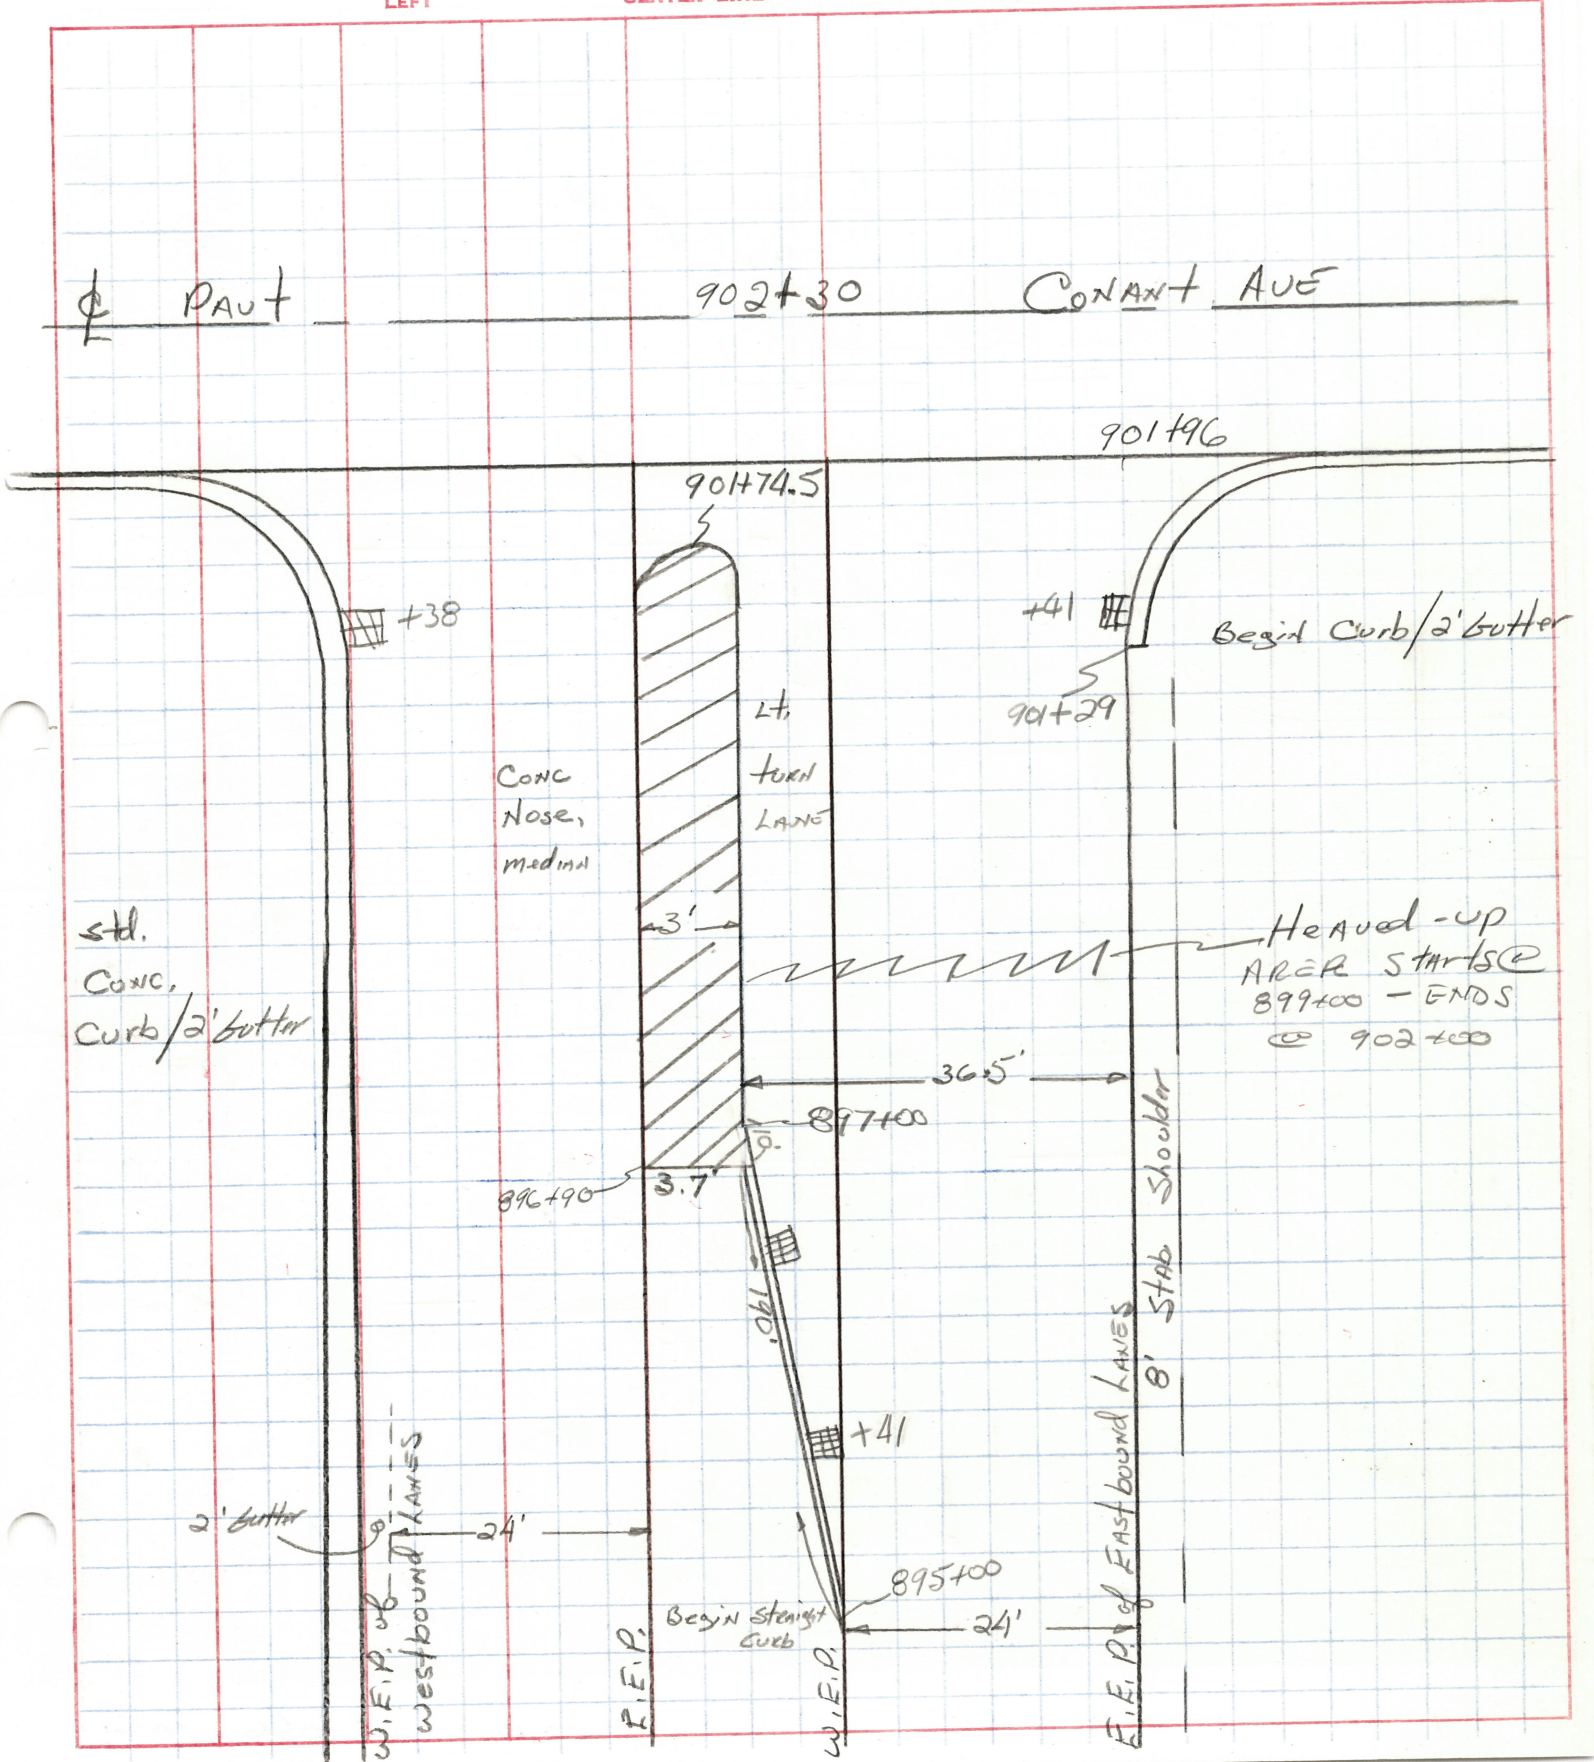 LEFT
CENTER LINE
℄ PAVt 902+30 CONANt AVE
901+96
901+74.5
+38
+41
Begin Curb/2' Gutter
901+29
Lt.
turn
LANE
Conc
Nose,
median
3'
std.
Conc.
Curb/2' Gutter
Heaved-up
AREA StArts @
899+00 - ENDS
@ 902+00
36.5'
897+00
10'
896+90
3.7'
190'
8' Stab. Shoulder
+41
2' Gutter
24'
895+00
Begin Straight
Curb
24'
W.E.P. of
Westbound LANES
E.E.P.
W.E.P.
E.E.P. of Eastbound LANES